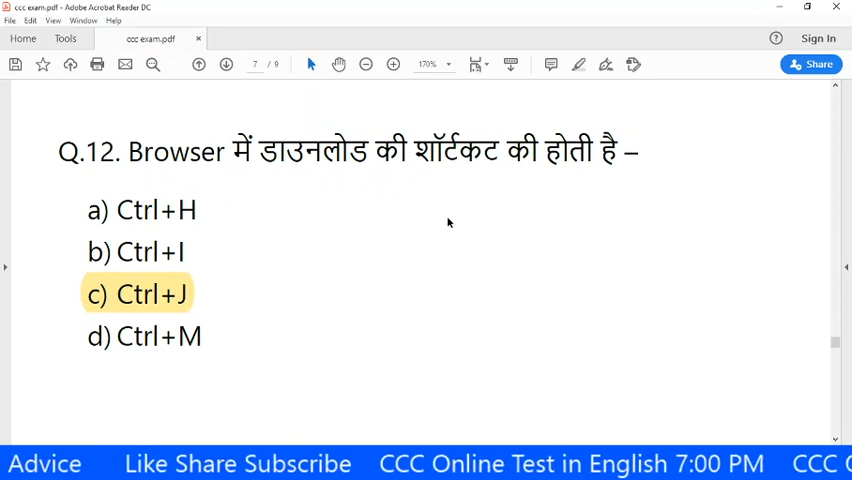 ccc exam.pdf - Adobe Acrobat Reader DC
File Edit View Window Help
Home Tools ccc exam.pdf × Sign In
7 / 9 170% Share
Q.12. Browser में डाउनलोड की शॉर्टकट की होती है –
a) Ctrl+H
b) Ctrl+I
c) Ctrl+J
d) Ctrl+M
Advice Like Share Subscribe CCC Online Test in English 7:00 PM CCC